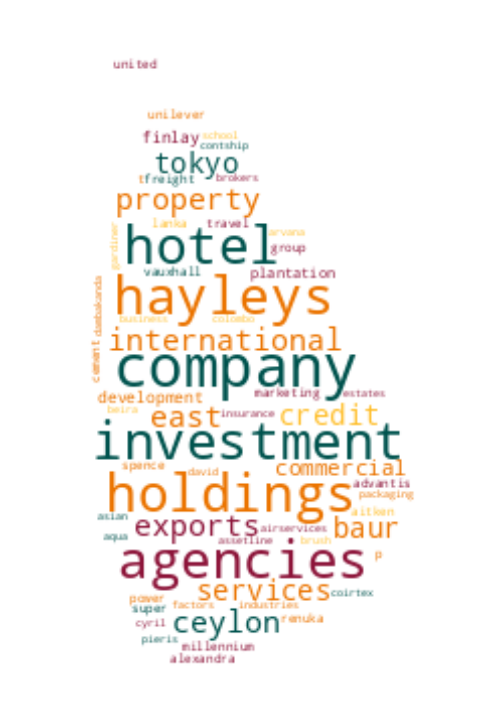 united
unilever
finlay school
contship
tokyo
tfreight brokers
property
lanka travel arvana
gardiner
hotel
group
vauxhall plantation
hayleys
dambakanda
business colombo
international
cement
company
development marketing estates
beira east insurance credit
investment
spence david commercial
holdings advantis
packaging
asian exports airservices aitken
baur
aqua assetline brush
agencies p
services coirtex
power factors industries
super
cyril ceylon renuka
pieris millennium
alexandra